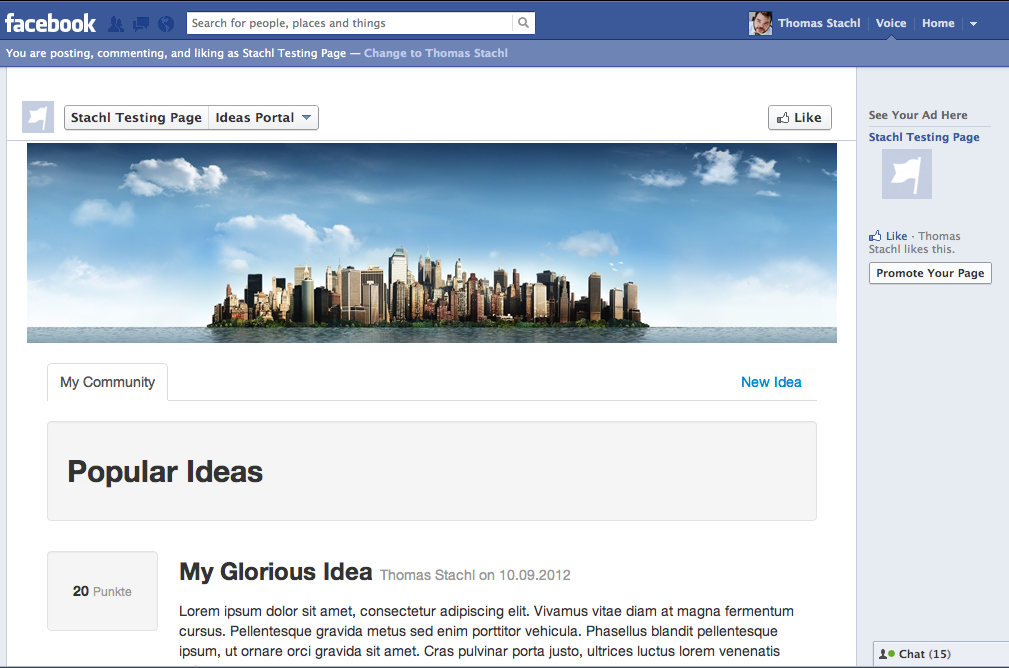 facebook
Search for people, places and things
Thomas Stachl
Voice
Home
You are posting, commenting, and liking as Stachl Testing Page — Change to Thomas Stachl
Stachl Testing Page
Ideas Portal
Like
See Your Ad Here
Stachl Testing Page
Like · Thomas
Stachl likes this.
Promote Your Page
My Community
New Idea
Popular Ideas
20 Punkte
My Glorious Idea Thomas Stachl on 10.09.2012
Lorem ipsum dolor sit amet, consectetur adipiscing elit. Vivamus vitae diam at magna fermentum
cursus. Pellentesque gravida metus sed enim porttitor vehicula. Phasellus blandit pellentesque
ipsum, ut ornare orci gravida sit amet. Cras pulvinar porta justo, ultrices luctus lorem venenatis
Chat (15)